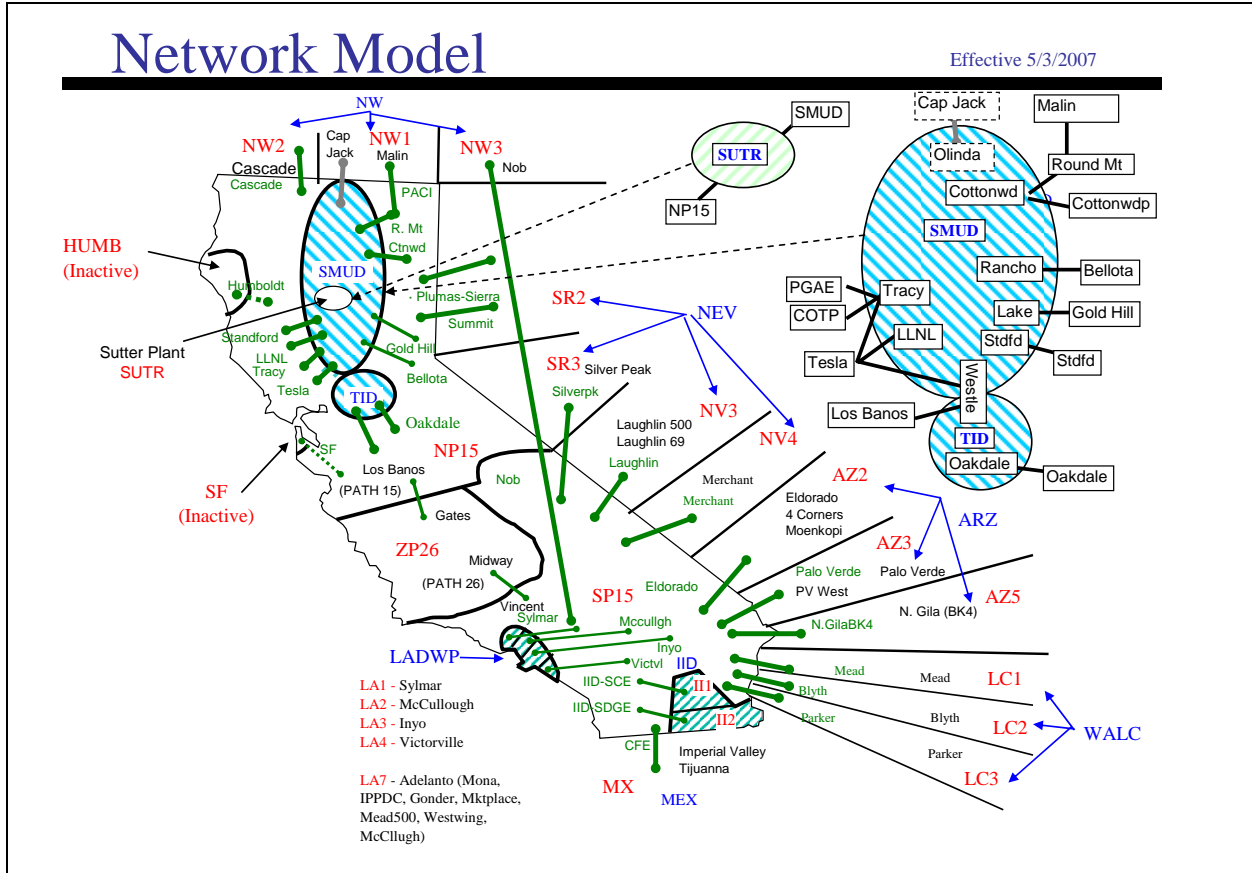 Network Model
Effective 5/3/2007
NW
NW2
NW1
NW3
Cap
Jack
Malin
Nob
Cascade
Cascade
PACI
R. Mt
Ctnwd
HUMB
(Inactive)
Humboldt
SMUD
Plumas-Sierra
Summit
Standford
LLNL
Tracy
Tesla
Gold Hill
Bellota
Sutter Plant
SUTR
TID
Oakdale
SF
SF
(Inactive)
NP15
Los Banos
(PATH 15)
Gates
Nob
ZP26
Midway
(PATH 26)
Vincent
Sylmar
SP15
Mccullgh
Inyo
Victvl
LADWP
IID
IID-SCE
II1
IID-SDGE
II2
CFE
Imperial Valley
Tijuanna
MX
MEX
LA1 - Sylmar
LA2 - McCullough
LA3 - Inyo
LA4 - Victorville
LA7 - Adelanto (Mona,
IPPDC, Gonder, Mktplace,
Mead500, Westwing,
McCllugh)
SR2
NEV
SR3
Silver Peak
Silverpk
NV3
NV4
Laughlin 500
Laughlin 69
Laughlin
Merchant
Merchant
AZ2
Eldorado
4 Corners
Moenkopi
ARZ
AZ3
Eldorado
Palo Verde
Palo Verde
PV West
AZ5
N. Gila (BK4)
N.GilaBK4
Mead
Mead
LC1
Blyth
Blyth
LC2
WALC
Parker
Parker
LC3
SMUD
SUTR
NP15
Cap Jack
Malin
Olinda
Round Mt
Cottonwd
Cottonwdp
SMUD
Rancho
Bellota
PGAE
Tracy
COTP
Lake
Gold Hill
LLNL
Stdfd
Stdfd
Tesla
Westle
Los Banos
TID
Oakdale
Oakdale